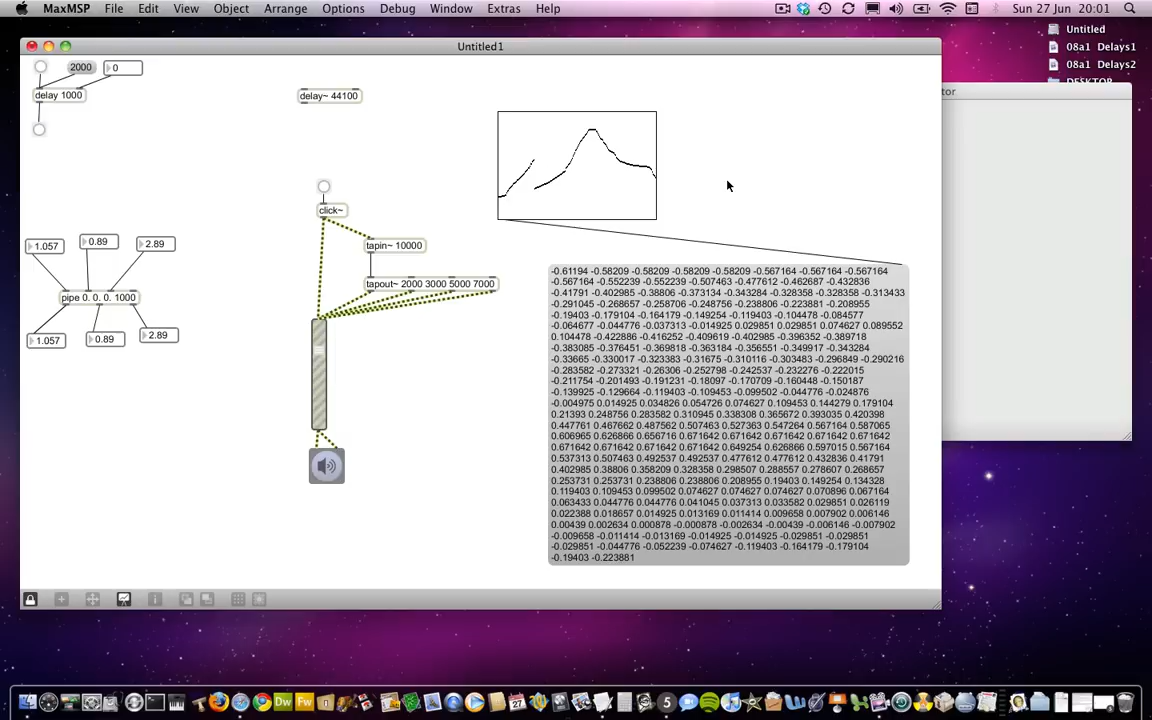 MaxMSP File Edit View Object Arrange Options Debug Window Extras Help Sun 27 Jun 20:01
Untitled
08a1 Delays1
08a1 Delays2
DESKTOP
Untitled1
tor
2000
0
delay 1000
delay~ 44100
click~
tapin~ 10000
tapout~ 2000 3000 5000 7000
1.057
0.89
2.89
pipe 0. 0. 0. 1000
1.057
0.89
2.89
-0.61194 -0.58209 -0.58209 -0.58209 -0.58209 -0.567164 -0.567164 -0.567164
-0.567164 -0.552239 -0.552239 -0.507463 -0.477612 -0.462687 -0.432836
-0.41791 -0.402985 -0.38806 -0.373134 -0.343284 -0.328358 -0.328358 -0.313433
-0.291045 -0.268657 -0.258706 -0.248756 -0.238806 -0.223881 -0.208955
-0.19403 -0.179104 -0.164179 -0.149254 -0.119403 -0.104478 -0.084577
-0.064677 -0.044776 -0.037313 -0.014925 0.029851 0.029851 0.074627 0.089552
0.104478 -0.422886 -0.416252 -0.409619 -0.402985 -0.396352 -0.389718
-0.383085 -0.376451 -0.369818 -0.363184 -0.356551 -0.349917 -0.343284
-0.33665 -0.330017 -0.323383 -0.31675 -0.310116 -0.303483 -0.296849 -0.290216
-0.283582 -0.273321 -0.26306 -0.252798 -0.242537 -0.232276 -0.222015
-0.211754 -0.201493 -0.191231 -0.18097 -0.170709 -0.160448 -0.150187
-0.139925 -0.129664 -0.119403 -0.109453 -0.099502 -0.044776 -0.024876
-0.004975 0.014925 0.034826 0.054726 0.074627 0.109453 0.144279 0.179104
0.21393 0.248756 0.283582 0.310945 0.338308 0.365672 0.393035 0.420398
0.447761 0.467662 0.487562 0.507463 0.527363 0.547264 0.567164 0.587065
0.606965 0.626866 0.656716 0.671642 0.671642 0.671642 0.671642 0.671642
0.671642 0.671642 0.671642 0.671642 0.649254 0.626866 0.597015 0.567164
0.537313 0.507463 0.492537 0.492537 0.477612 0.477612 0.432836 0.41791
0.402985 0.38806 0.358209 0.328358 0.298507 0.288557 0.278607 0.268657
0.253731 0.253731 0.238806 0.238806 0.208955 0.19403 0.149254 0.134328
0.119403 0.109453 0.099502 0.074627 0.074627 0.074627 0.070896 0.067164
0.063433 0.044776 0.044776 0.041045 0.037313 0.033582 0.029851 0.026119
0.022388 0.018657 0.014925 0.013169 0.011414 0.009658 0.007902 0.006146
0.00439 0.002634 0.000878 -0.000878 -0.002634 -0.00439 -0.006146 -0.007902
-0.009658 -0.011414 -0.013169 -0.014925 -0.014925 -0.029851 -0.029851
-0.029851 -0.044776 -0.052239 -0.074627 -0.119403 -0.164179 -0.179104
-0.19403 -0.223881